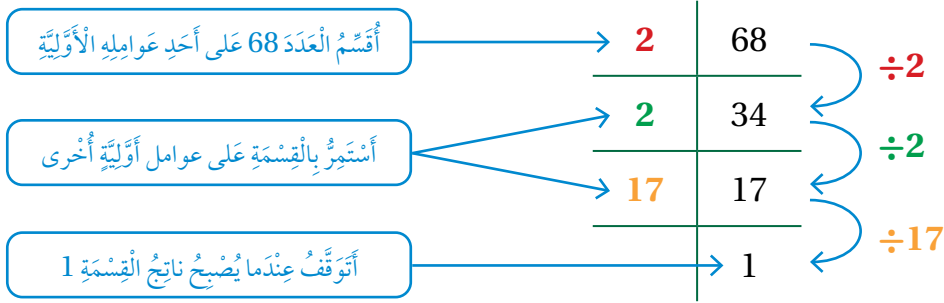 أُقَسِّمُ الْعَدَدَ 68 عَلى أَحَدِ عَوامِلِهِ الْأَوَّلِيَّةِ
2 68
÷2
أَسْتَمِرُّ بِالْقِسْمَةِ عَلى عوامل أَوَّلِيَّةٍ أُخْرى
2 34
÷2
17 17
÷17
أَتَوَقَّفُ عِنْدَما يُصْبِحُ ناتِجُ الْقِسْمَةِ 1
1